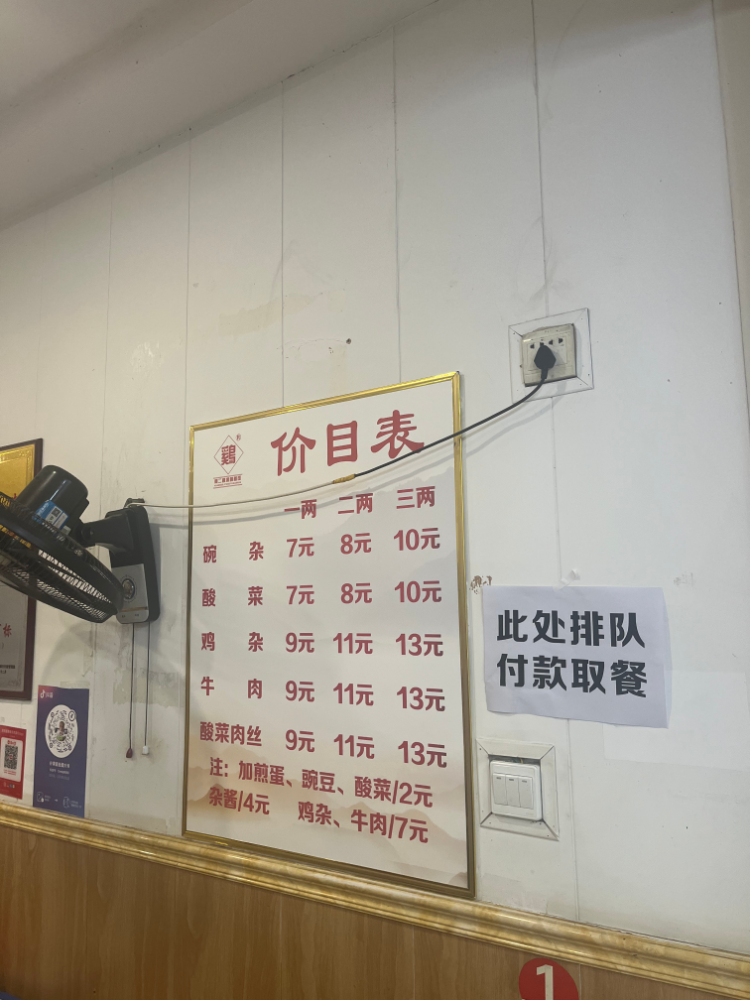 鷄
价目表
一两 二两 三两
碗杂 7元 8元 10元
酸菜 7元 8元 10元
鸡杂 9元 11元 13元
牛肉 9元 11元 13元
酸菜肉丝 9元 11元 13元
注：加煎蛋、豌豆、酸菜/2元
杂酱/4元 鸡杂、牛肉/7元
此处排队
付款取餐
1